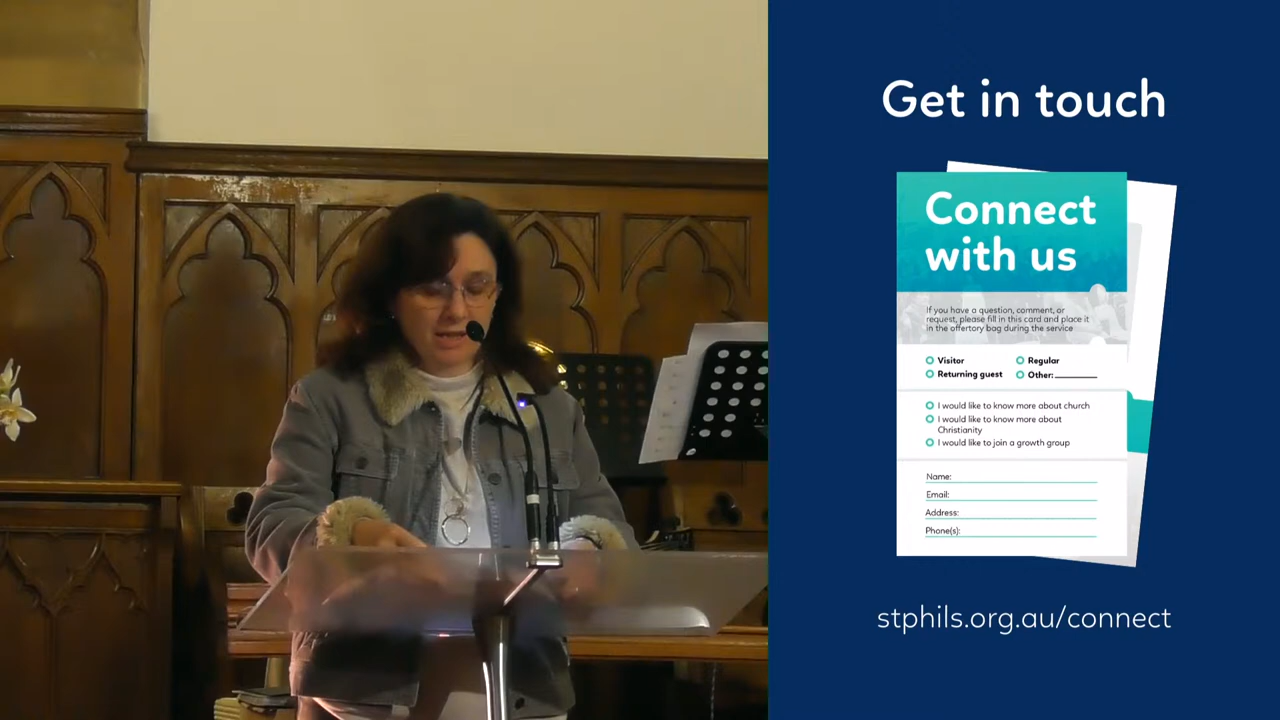 Get in touch
Connect
with us
If you have a question, comment, or
request, please fill in this card and place it
in the offertory bag during the service
Visitor
Regular
Returning guest
Other:
I would like to know more about church
I would like to know more about
Christianity
I would like to join a growth group
Name:
Email:
Address:
Phone(s):
stphils.org.au/connect